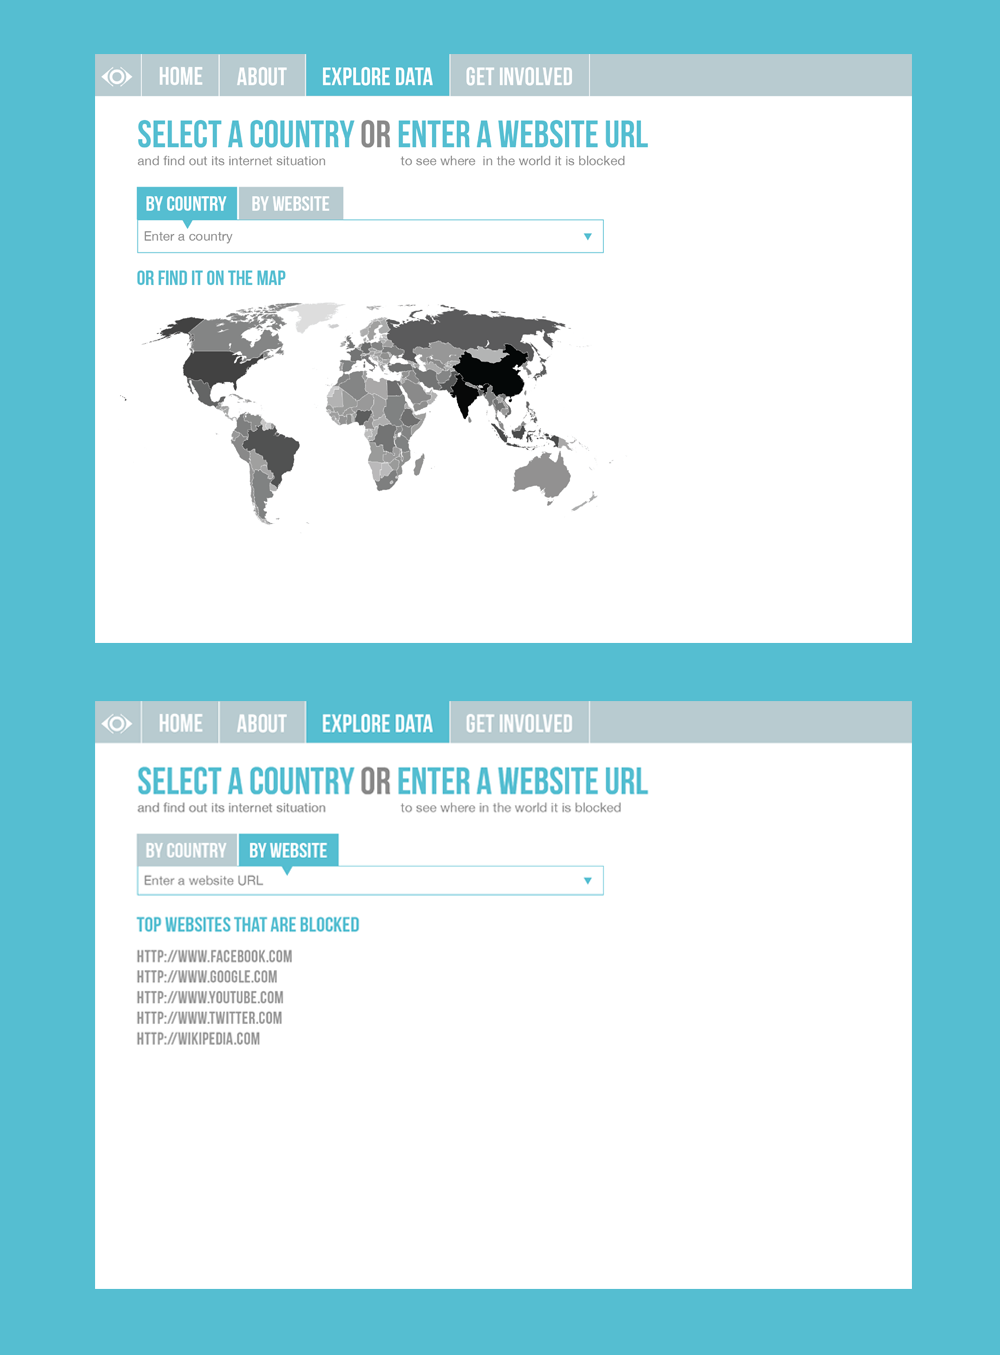 HOME ABOUT EXPLORE DATA GET INVOLVED
SELECT A COUNTRY OR ENTER A WEBSITE URL
and find out its internet situation to see where in the world it is blocked
BY COUNTRY BY WEBSITE
Enter a country
OR FIND IT ON THE MAP
HOME ABOUT EXPLORE DATA GET INVOLVED
SELECT A COUNTRY OR ENTER A WEBSITE URL
and find out its internet situation to see where in the world it is blocked
BY COUNTRY BY WEBSITE
Enter a website URL
TOP WEBSITES THAT ARE BLOCKED
HTTP://WWW.FACEBOOK.COM
HTTP://WWW.GOOGLE.COM
HTTP://WWW.YOUTUBE.COM
HTTP://WWW.TWITTER.COM
HTTP://WIKIPEDIA.COM